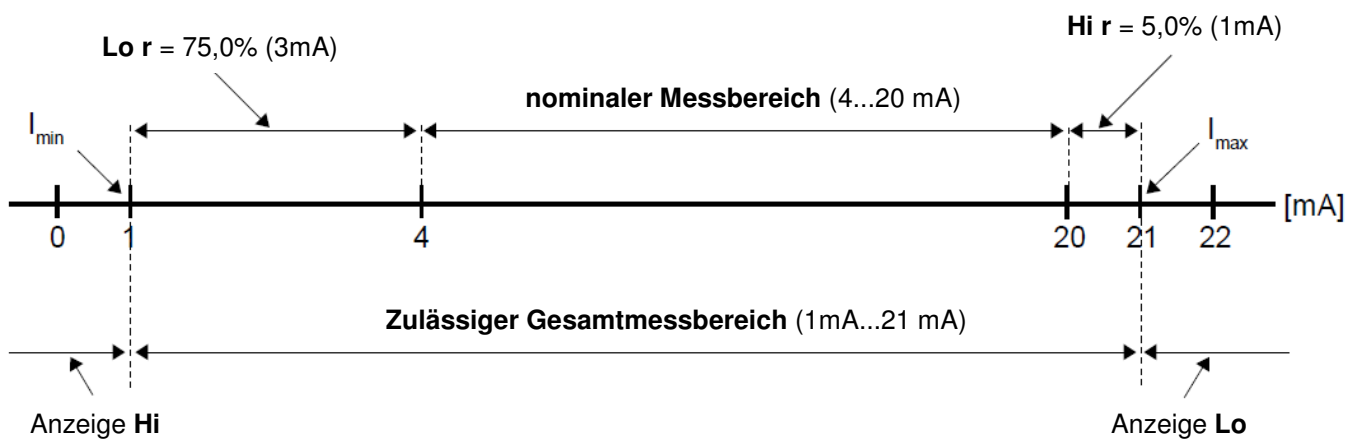 Hi r = 5,0% (1mA)
Lo r = 75,0% (3mA)
nominaler Messbereich (4...20 mA)
Imin
Imax
[mA]
0 1 4 20 21 22
Zulässiger Gesamtmessbereich (1mA...21 mA)
Anzeige Hi
Anzeige Lo